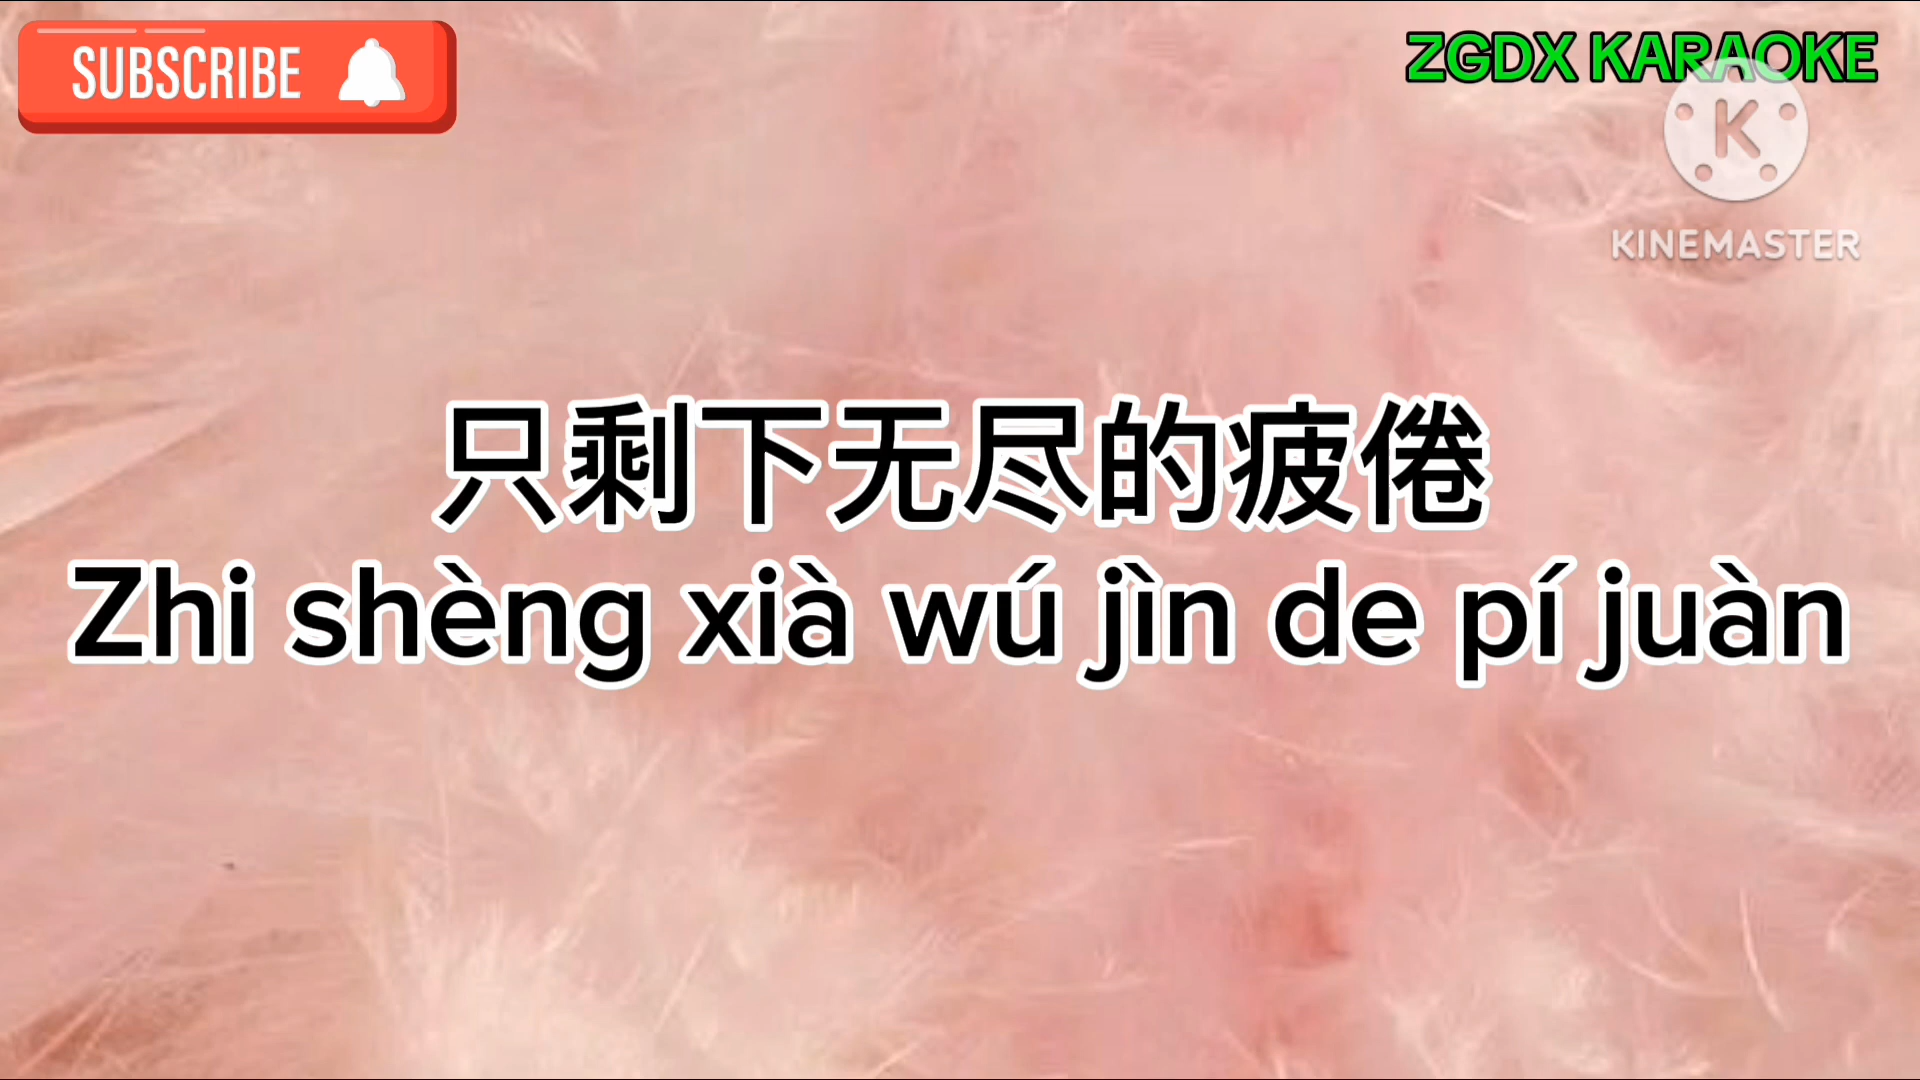 SUBSCRIBE
ZGDX KARAOKE
K
KINEMASTER
只剩下无尽的疲倦
Zhi shèng xià wú jìn de pí juàn